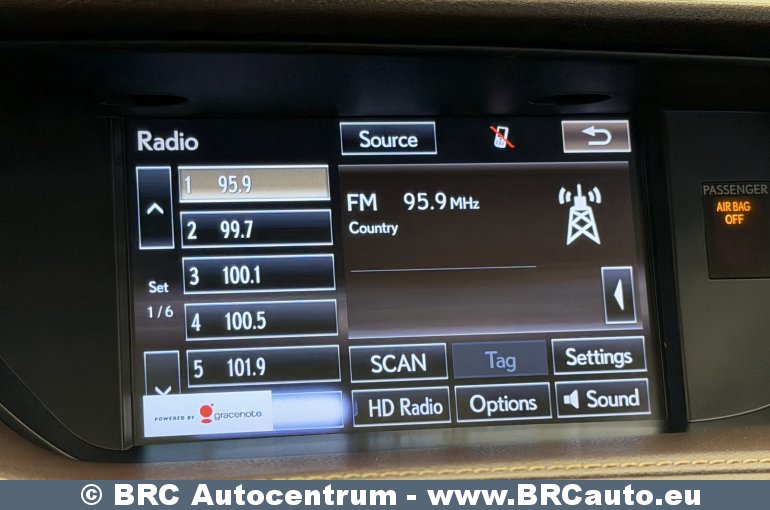 Radio
Source
1 95.9
2 99.7
3 100.1
4 100.5
5 101.9
Set
1/6
FM 95.9 MHz
Country
SCAN
Tag
Settings
HD Radio
Options
Sound
POWERED BY gracenote.
PASSENGER
AIR BAG
OFF
© BRC Autocentrum - www.BRCauto.eu